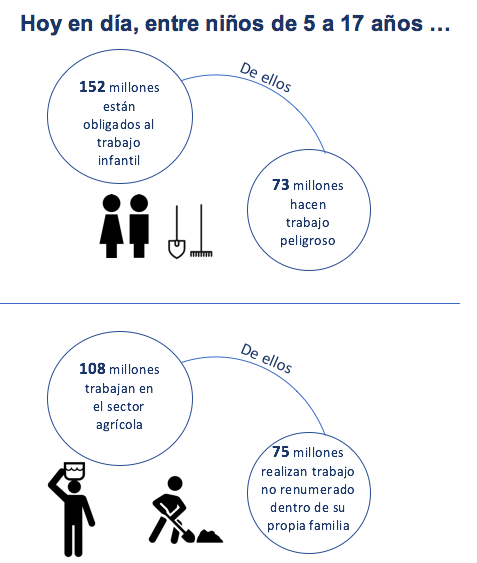 Hoy en día, entre niños de 5 a 17 años ...
152 millones
están
obligados al
trabajo
infantil
De ellos
73 millones
hacen
trabajo
peligroso
108 millones
trabajan en
el sector
agrícola
De ellos
75 millones
realizan trabajo
no renumerado
dentro de su
propia familia